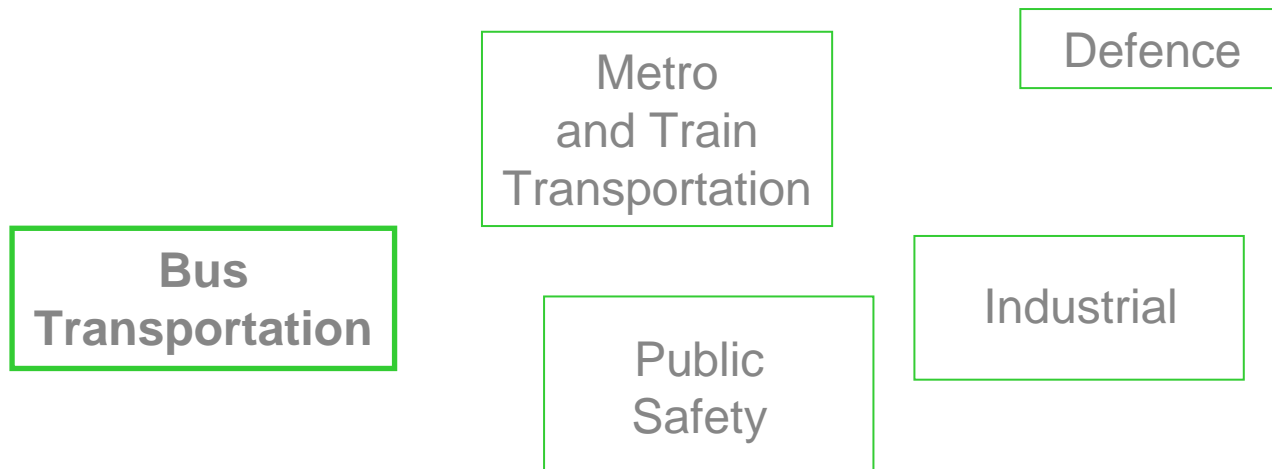 Defence
Metro
and Train
Transportation
Bus
Transportation
Industrial
Public
Safety